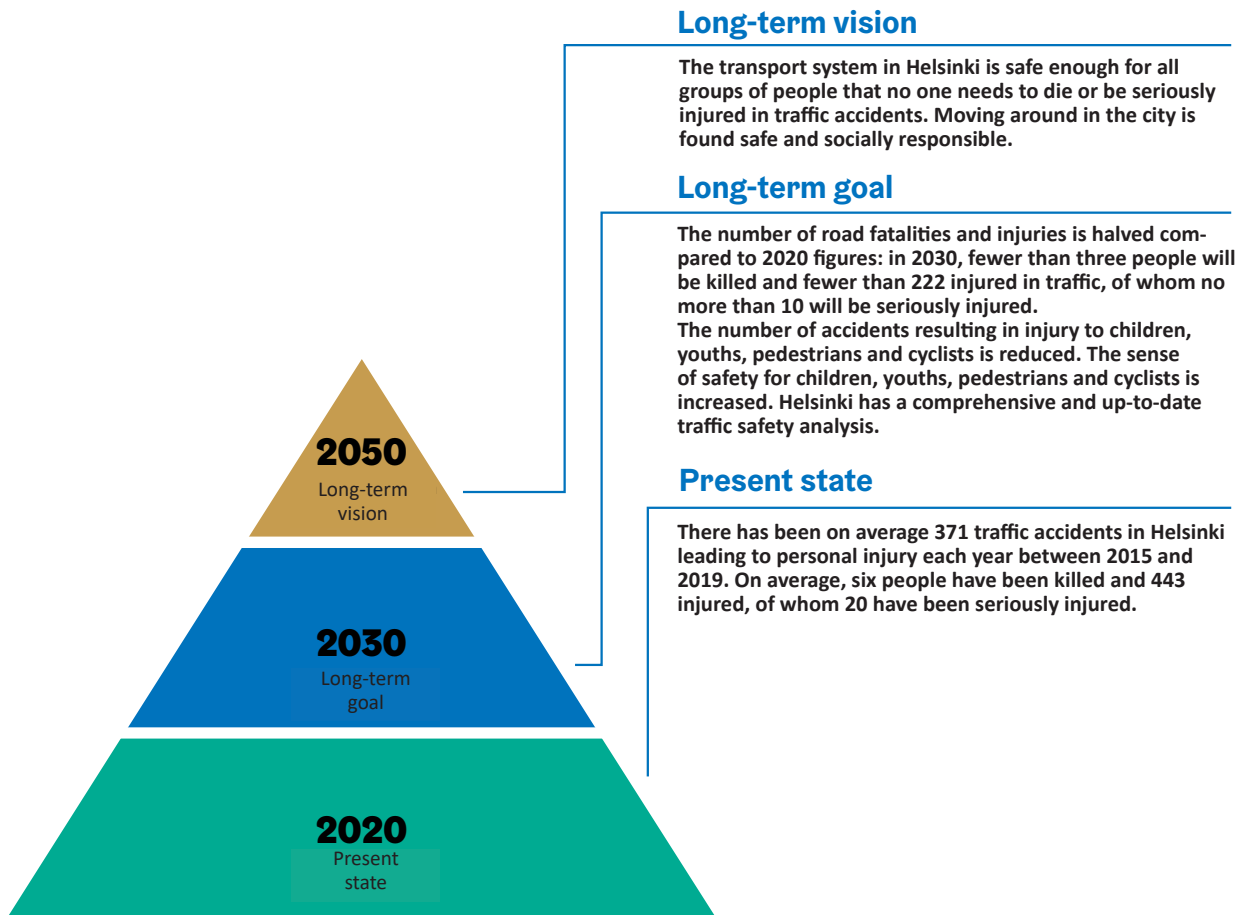 Long-term vision
The transport system in Helsinki is safe enough for all
groups of people that no one needs to die or be seriously
injured in traffic accidents. Moving around in the city is
found safe and socially responsible.
Long-term goal
The number of road fatalities and injuries is halved com-
pared to 2020 figures: in 2030, fewer than three people will
be killed and fewer than 222 injured in traffic, of whom no
more than 10 will be seriously injured.
The number of accidents resulting in injury to children,
youths, pedestrians and cyclists is reduced. The sense
of safety for children, youths, pedestrians and cyclists is
increased. Helsinki has a comprehensive and up-to-date
traffic safety analysis.
Present state
There has been on average 371 traffic accidents in Helsinki
leading to personal injury each year between 2015 and
2019. On average, six people have been killed and 443
injured, of whom 20 have been seriously injured.
2050
Long-term
vision
2030
Long-term
goal
2020
Present
state